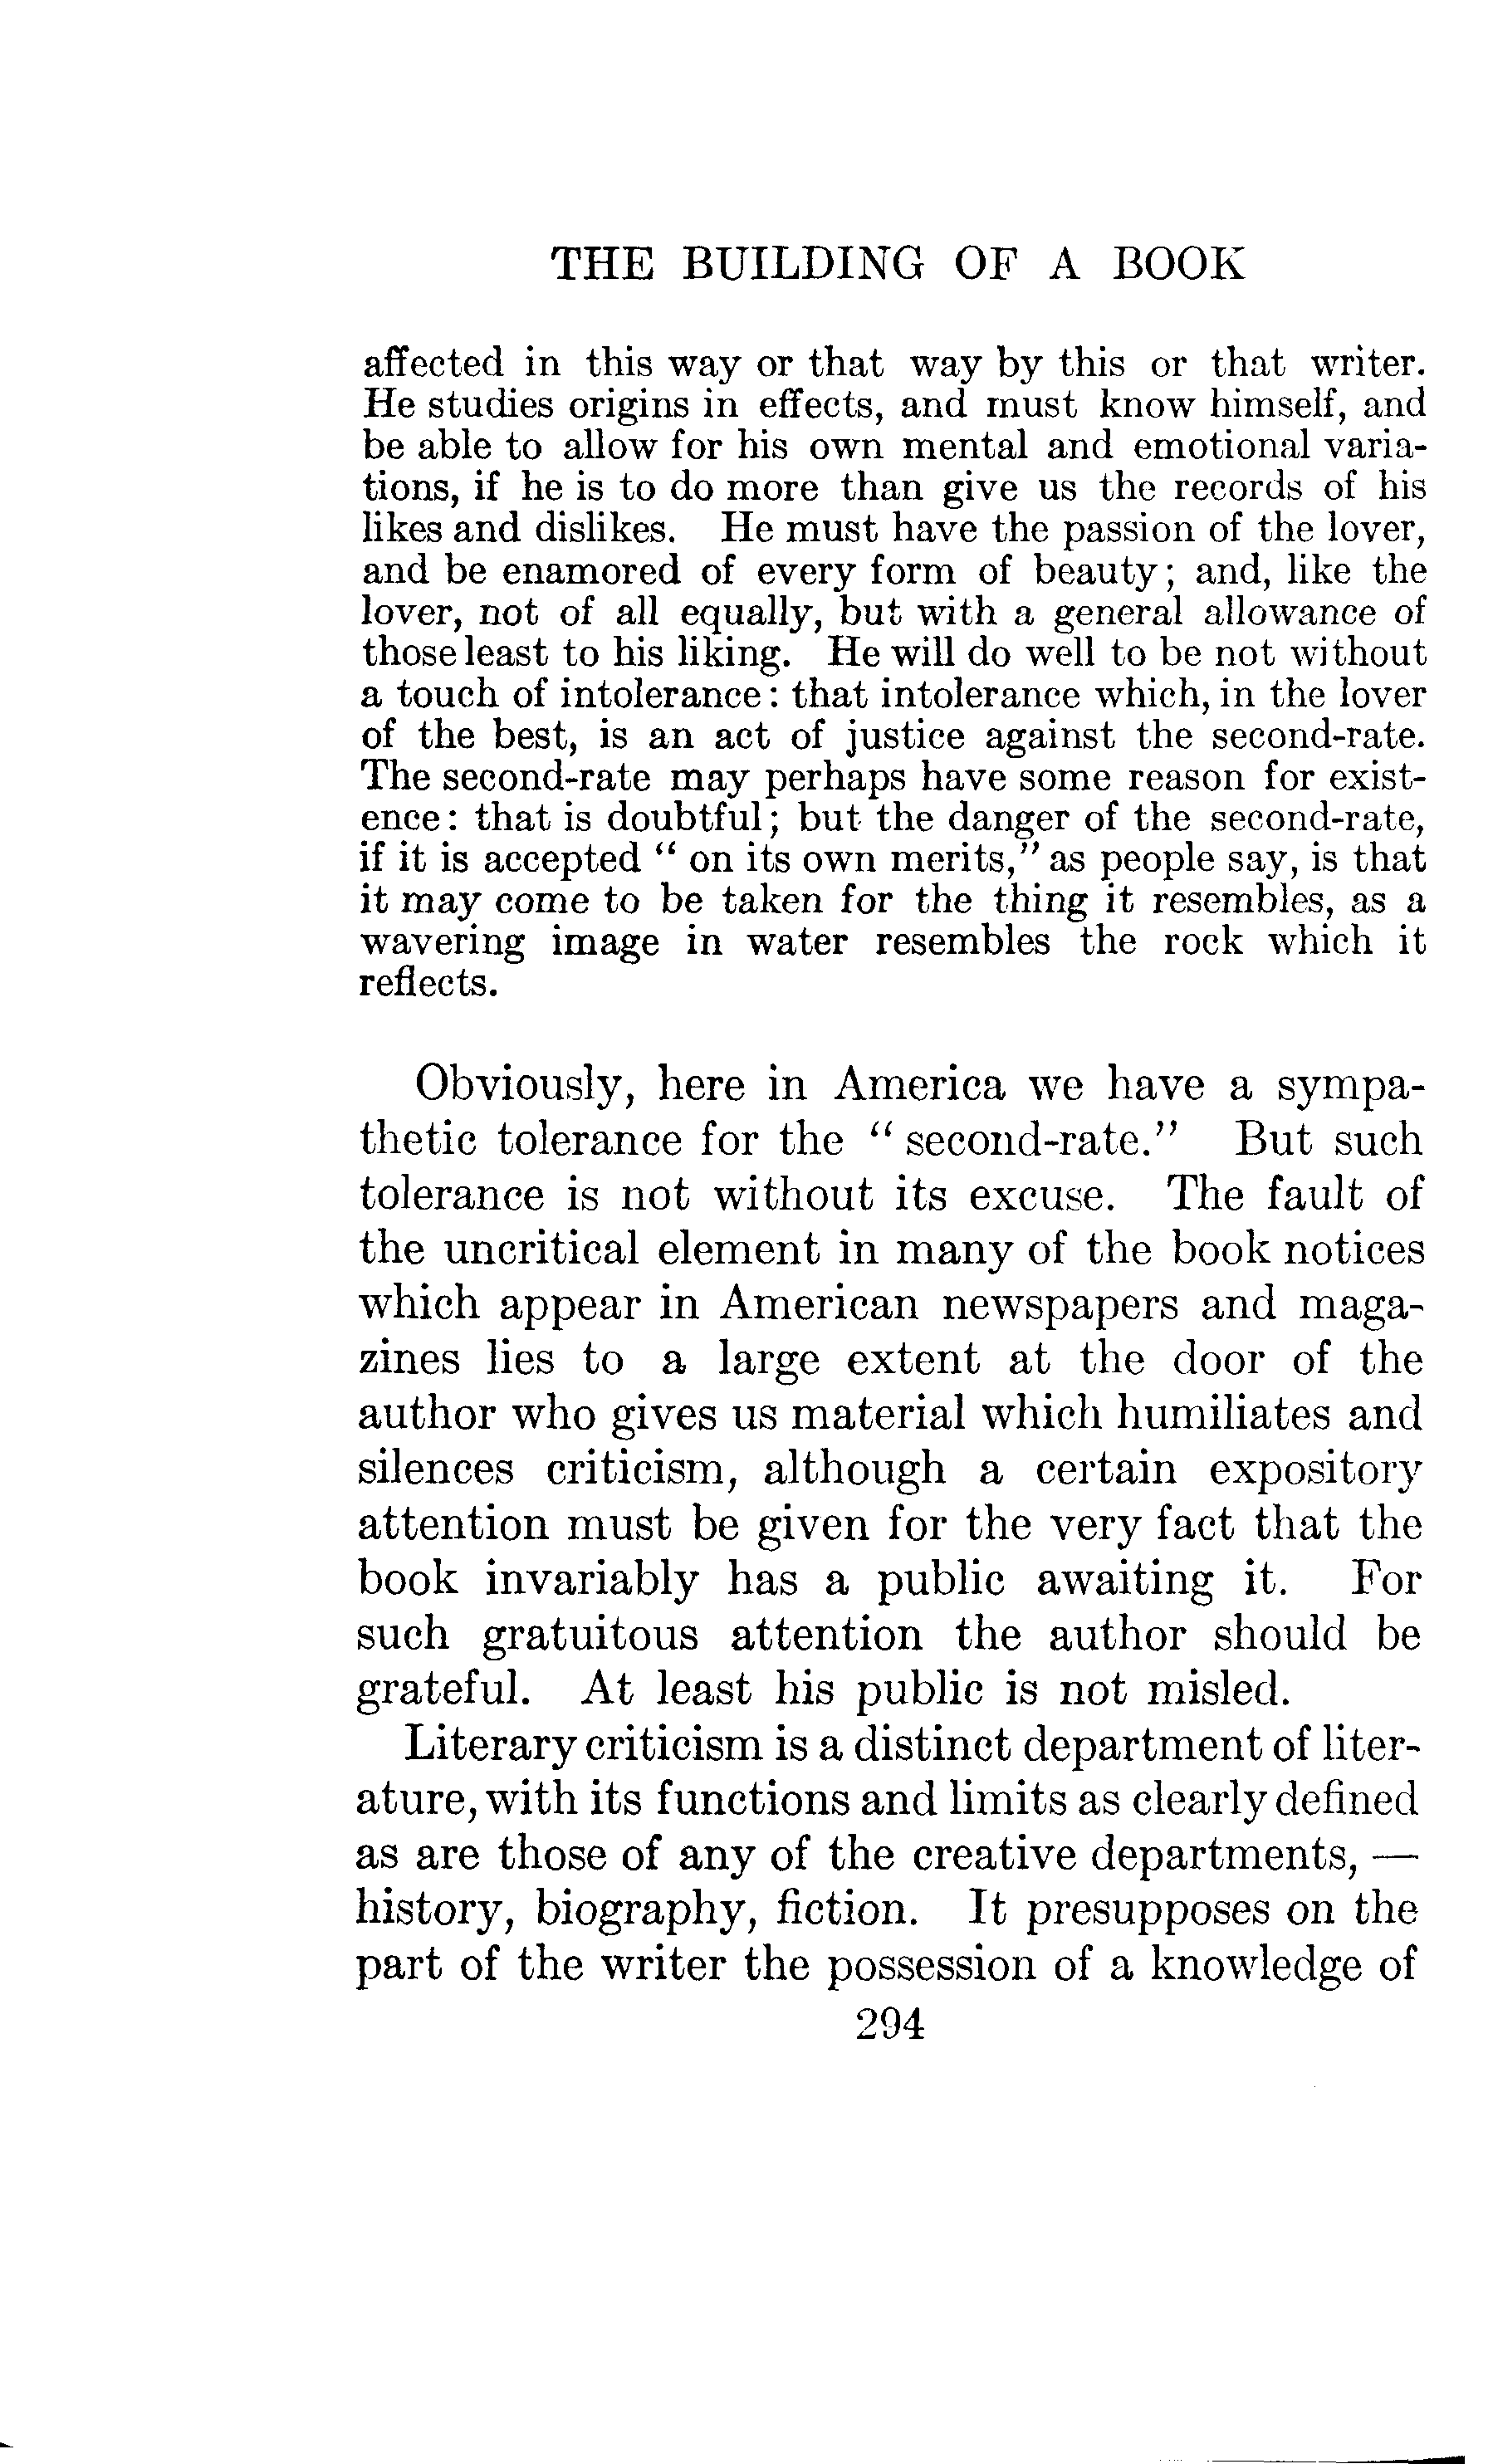 THE BUILDING OF A BOOK
affected in this way or that way by this or that writer.
He studies origins in effects, and must know himself, and
be able to allow for his own mental and emotional varia-
tions, if he is to do more than give us the records of his
likes and dislikes. He must have the passion of the lover,
and be enamored of every form of beauty; and, like the
lover, not of all equally, but with a general allowance of
those least to his liking. He will do well to be not without
a touch of intolerance: that intolerance which, in the lover
of the best, is an act of justice against the second-rate.
The second-rate may perhaps have some reason for exist-
ence: that is doubtful; but the danger of the second-rate,
if it is accepted “ on its own merits,” as people say, is that
it may come to be taken for the thing it resembles, as a
wavering image in water resembles the rock which it
reflects.
Obviously, here in America we have a sympa-
thetic tolerance for the “ second-rate.” But such
tolerance is not without its excuse. The fault of
the uncritical element in many of the book notices
which appear in American newspapers and maga-
zines lies to a large extent at the door of the
author who gives us material which humiliates and
silences criticism, although a certain expository
attention must be given for the very fact that the
book invariably has a public awaiting it. For
such gratuitous attention the author should be
grateful. At least his public is not misled.
Literary criticism is a distinct department of liter-
ature, with its functions and limits as clearly defined
as are those of any of the creative departments, —
history, biography, fiction. It presupposes on the
part of the writer the possession of a knowledge of
294